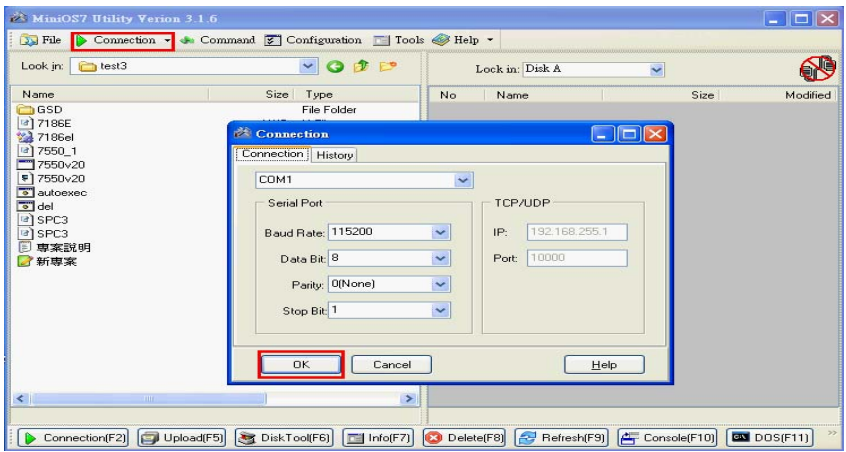 MiniOS7 Utility Verion 3.1.6
File Connection Command Configuration Tools Help
Look in: test3
Lock in: Disk A
Name Size Type
No Name Size Modified
GSD File Folder
7186E
7186el
7550_1
7550v20
7550v20
autoexec
del
SPC3
SPC3
專案說明
新專案
Connection
Connection History
COM1
Serial Port
Baud Rate: 115200
Data Bit: 8
Parity: 0(None)
Stop Bit: 1
TCP/UDP
IP: 192.168.255.1
Port: 10000
OK Cancel Help
Connection(F2) Upload(F5) DiskTool(F6) Info(F7) Delete(F8) Refresh(F9) Console(F10) DOS(F11)